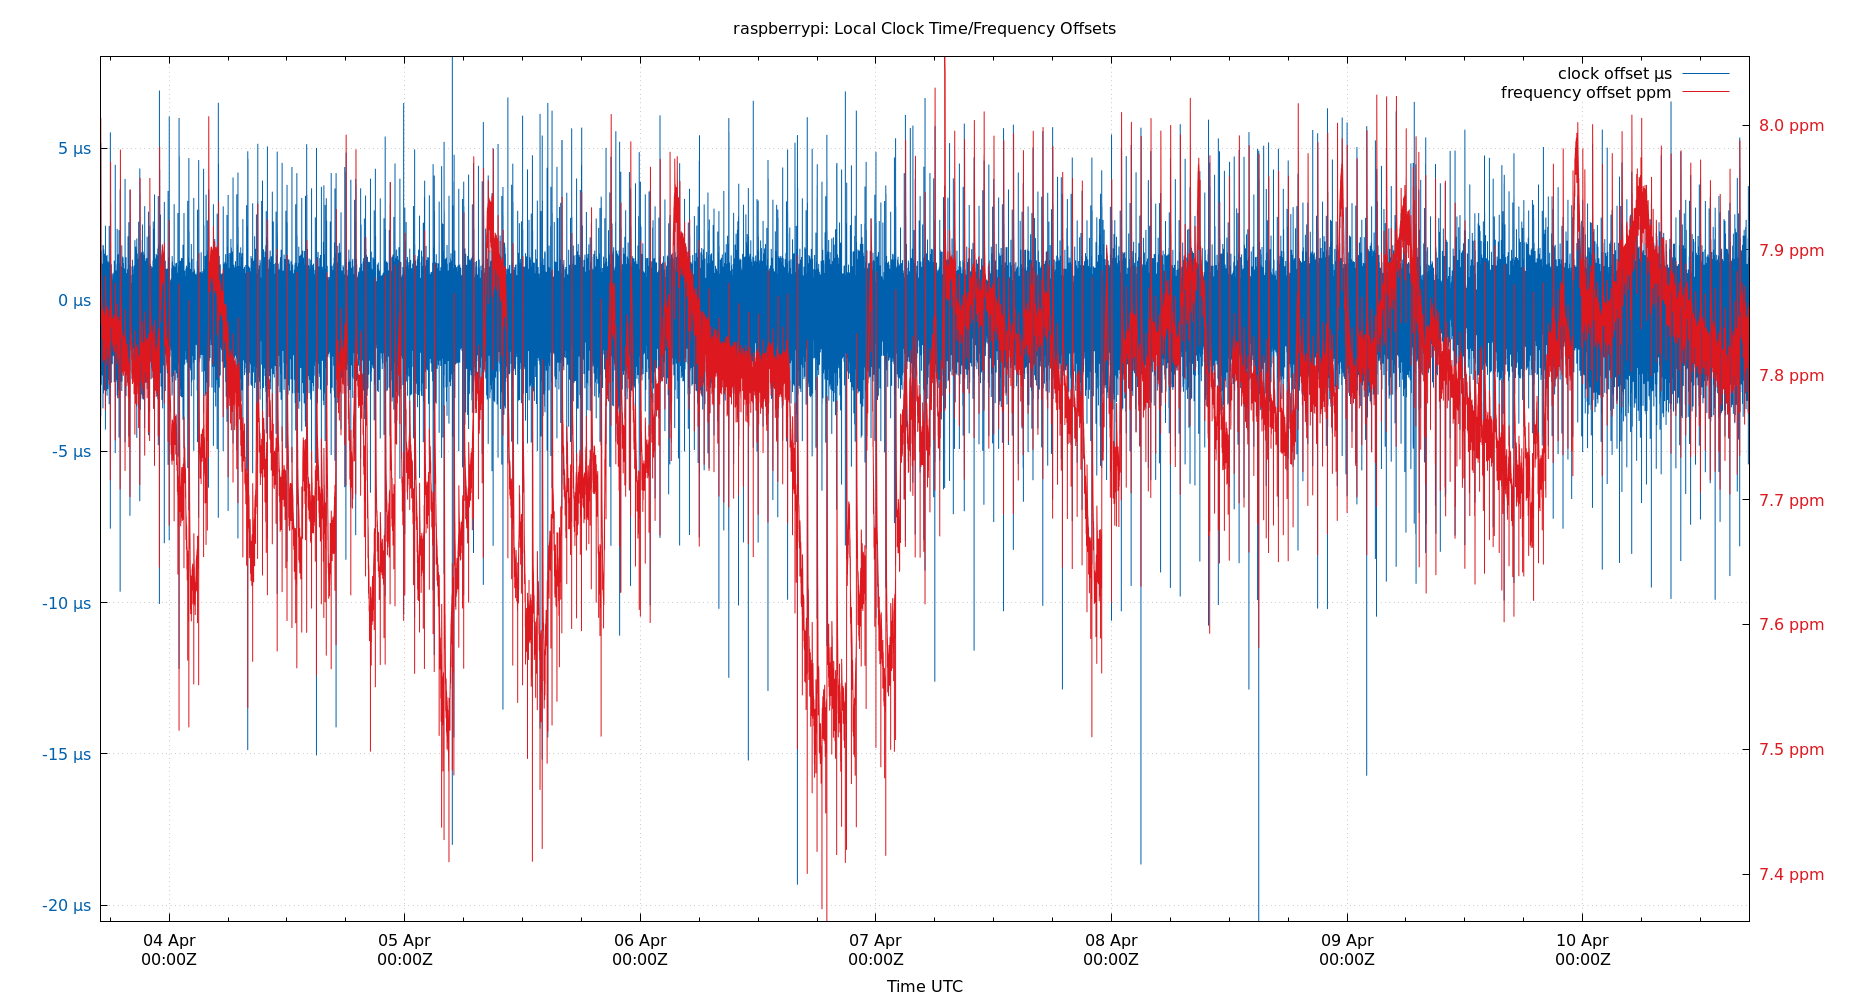 raspberrypi: Local Clock Time/Frequency Offsets
clock offset µs
frequency offset ppm
5 µs
0 µs
-5 µs
-10 µs
-15 µs
-20 µs
8.0 ppm
7.9 ppm
7.8 ppm
7.7 ppm
7.6 ppm
7.5 ppm
7.4 ppm
04 Apr
00:00Z
05 Apr
00:00Z
06 Apr
00:00Z
07 Apr
00:00Z
08 Apr
00:00Z
09 Apr
00:00Z
10 Apr
00:00Z
Time UTC